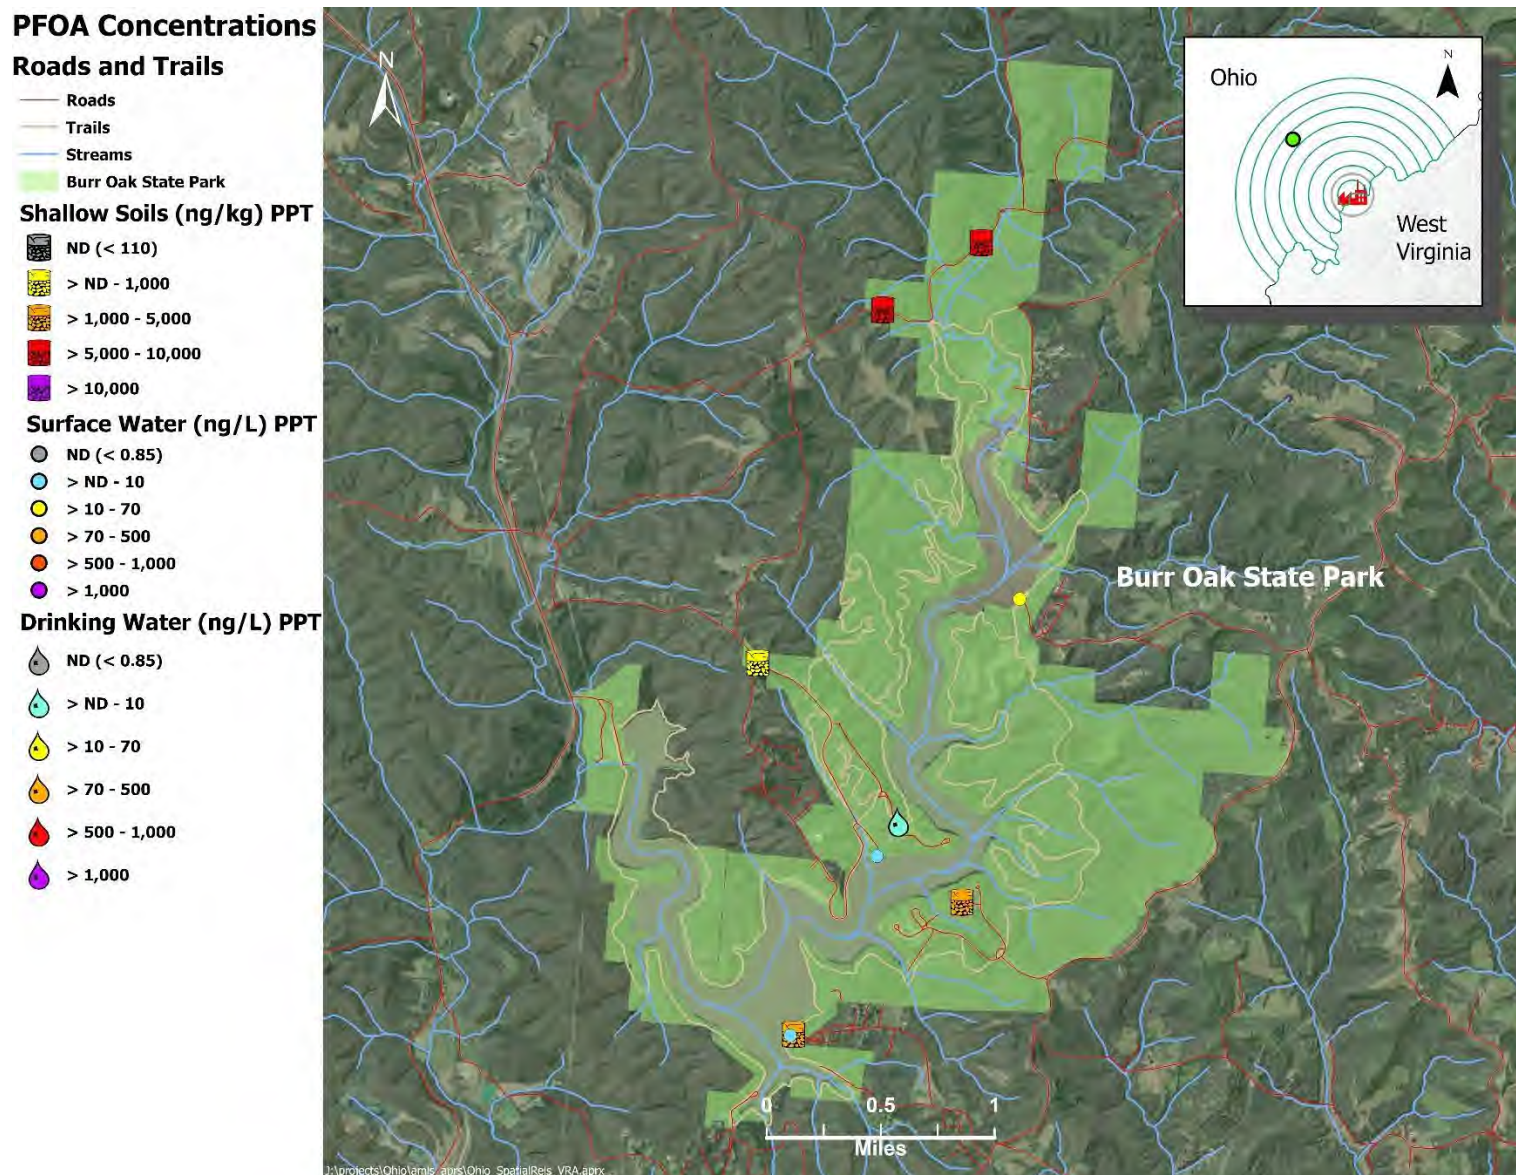 PFOA Concentrations
Roads and Trails
Roads
Trails
Streams
Burr Oak State Park
Shallow Soils (ng/kg) PPT
ND (< 110)
> ND - 1,000
> 1,000 - 5,000
> 5,000 - 10,000
> 10,000
Surface Water (ng/L) PPT
ND (< 0.85)
> ND - 10
> 10 - 70
> 70 - 500
> 500 - 1,000
> 1,000
Drinking Water (ng/L) PPT
ND (< 0.85)
> ND - 10
> 10 - 70
> 70 - 500
> 500 - 1,000
> 1,000
N
Ohio
N
West
Virginia
Burr Oak State Park
0 0.5 1
Miles